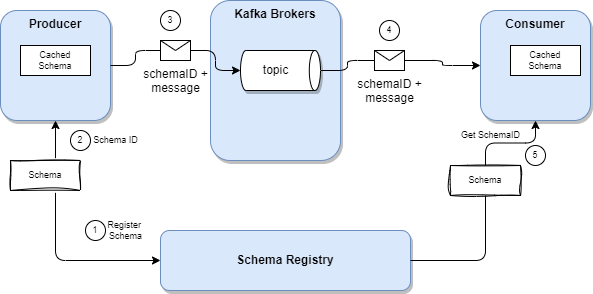 Producer
Cached
Schema
3
schemaID +
message
Kafka Brokers
topic
4
schemaID +
message
Consumer
Cached
Schema
2
Schema ID
Schema
1
Register
Schema
Schema Registry
Get SchemaID
5
Schema